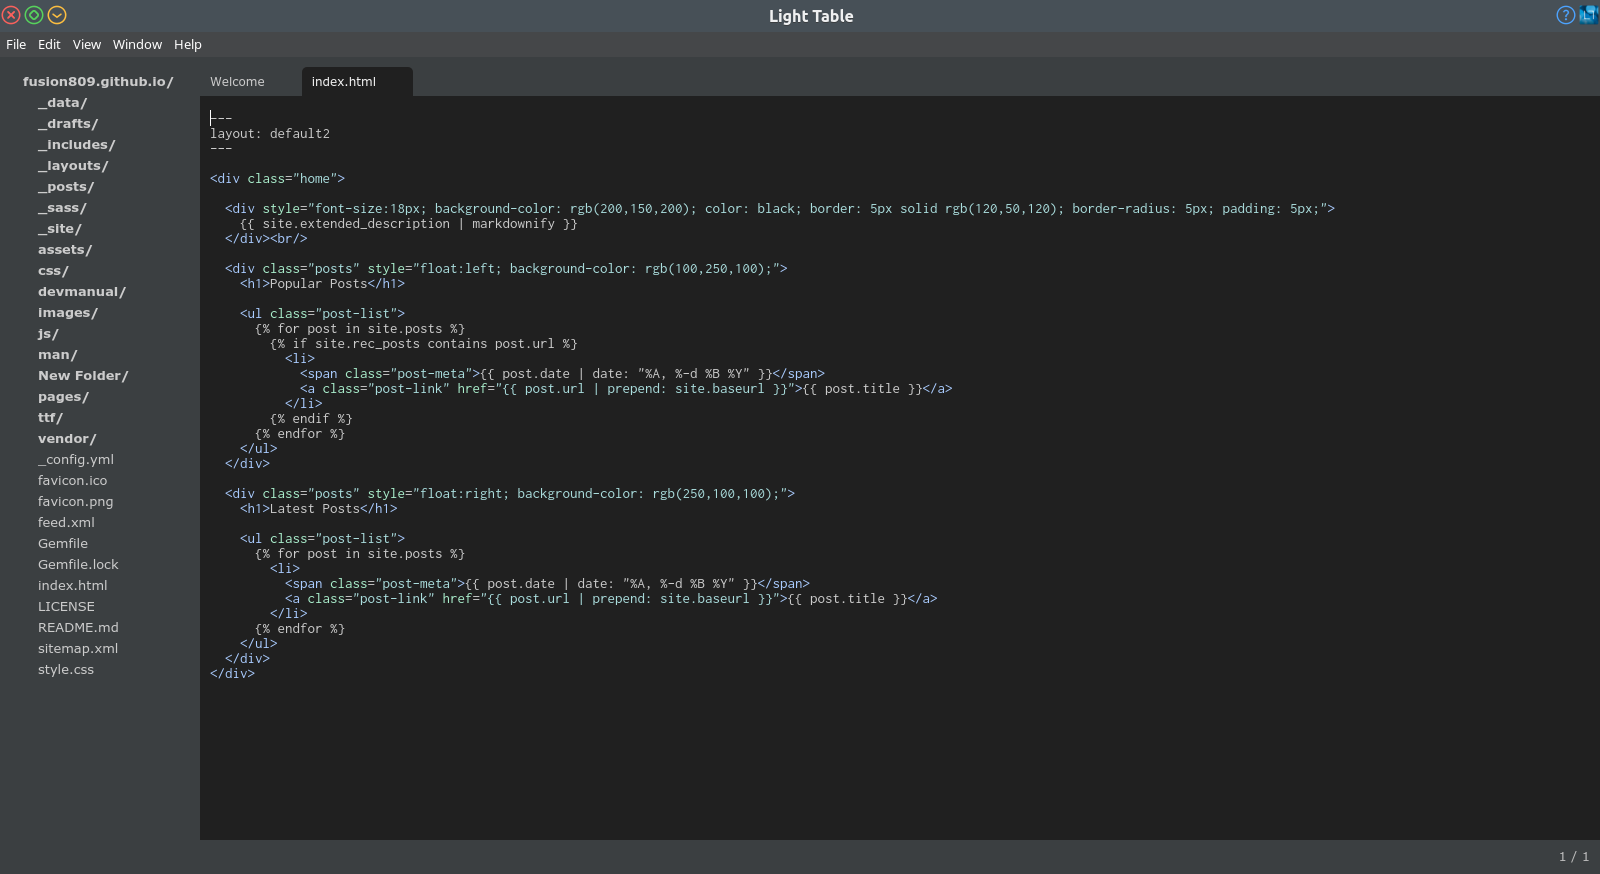 Light Table
File Edit View Window Help
fusion809.github.io/
_data/
_drafts/
_includes/
_layouts/
_posts/
_sass/
_site/
assets/
css/
devmanual/
images/
js/
man/
New Folder/
pages/
ttf/
vendor/
_config.yml
favicon.ico
favicon.png
feed.xml
Gemfile
Gemfile.lock
index.html
LICENSE
README.md
sitemap.xml
style.css
Welcome index.html
---
layout: default2
---
<div class="home">
<div style="font-size:18px; background-color: rgb(200,150,200); color: black; border: 5px solid rgb(120,50,120); border-radius: 5px; padding: 5px;">
{{ site.extended_description | markdownify }}
</div><br/>
<div class="posts" style="float:left; background-color: rgb(100,250,100);">
<h1>Popular Posts</h1>
<ul class="post-list">
{% for post in site.posts %}
{% if site.rec_posts contains post.url %}
<li>
<span class="post-meta">{{ post.date | date: "%A, %-d %B %Y" }}</span>
<a class="post-link" href="{{ post.url | prepend: site.baseurl }}">{{ post.title }}</a>
</li>
{% endif %}
{% endfor %}
</ul>
</div>
<div class="posts" style="float:right; background-color: rgb(250,100,100);">
<h1>Latest Posts</h1>
<ul class="post-list">
{% for post in site.posts %}
<li>
<span class="post-meta">{{ post.date | date: "%A, %-d %B %Y" }}</span>
<a class="post-link" href="{{ post.url | prepend: site.baseurl }}">{{ post.title }}</a>
</li>
{% endfor %}
</ul>
</div>
</div>
1 / 1